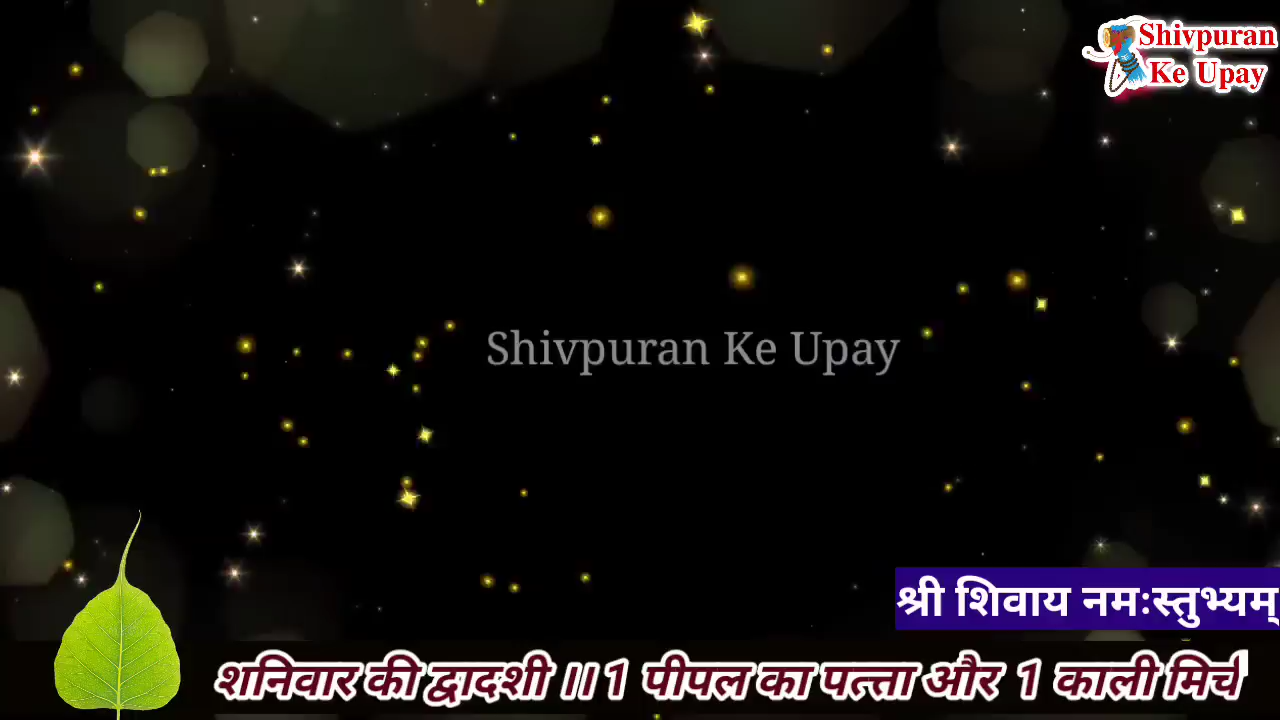 Shivpuran
Ke Upay
Shivpuran Ke Upay
श्री शिवाय नमःस्तुभ्यम्
शनिवार की द्वादशी ।। 1 पीपल का पत्ता और 1 काली मिर्च